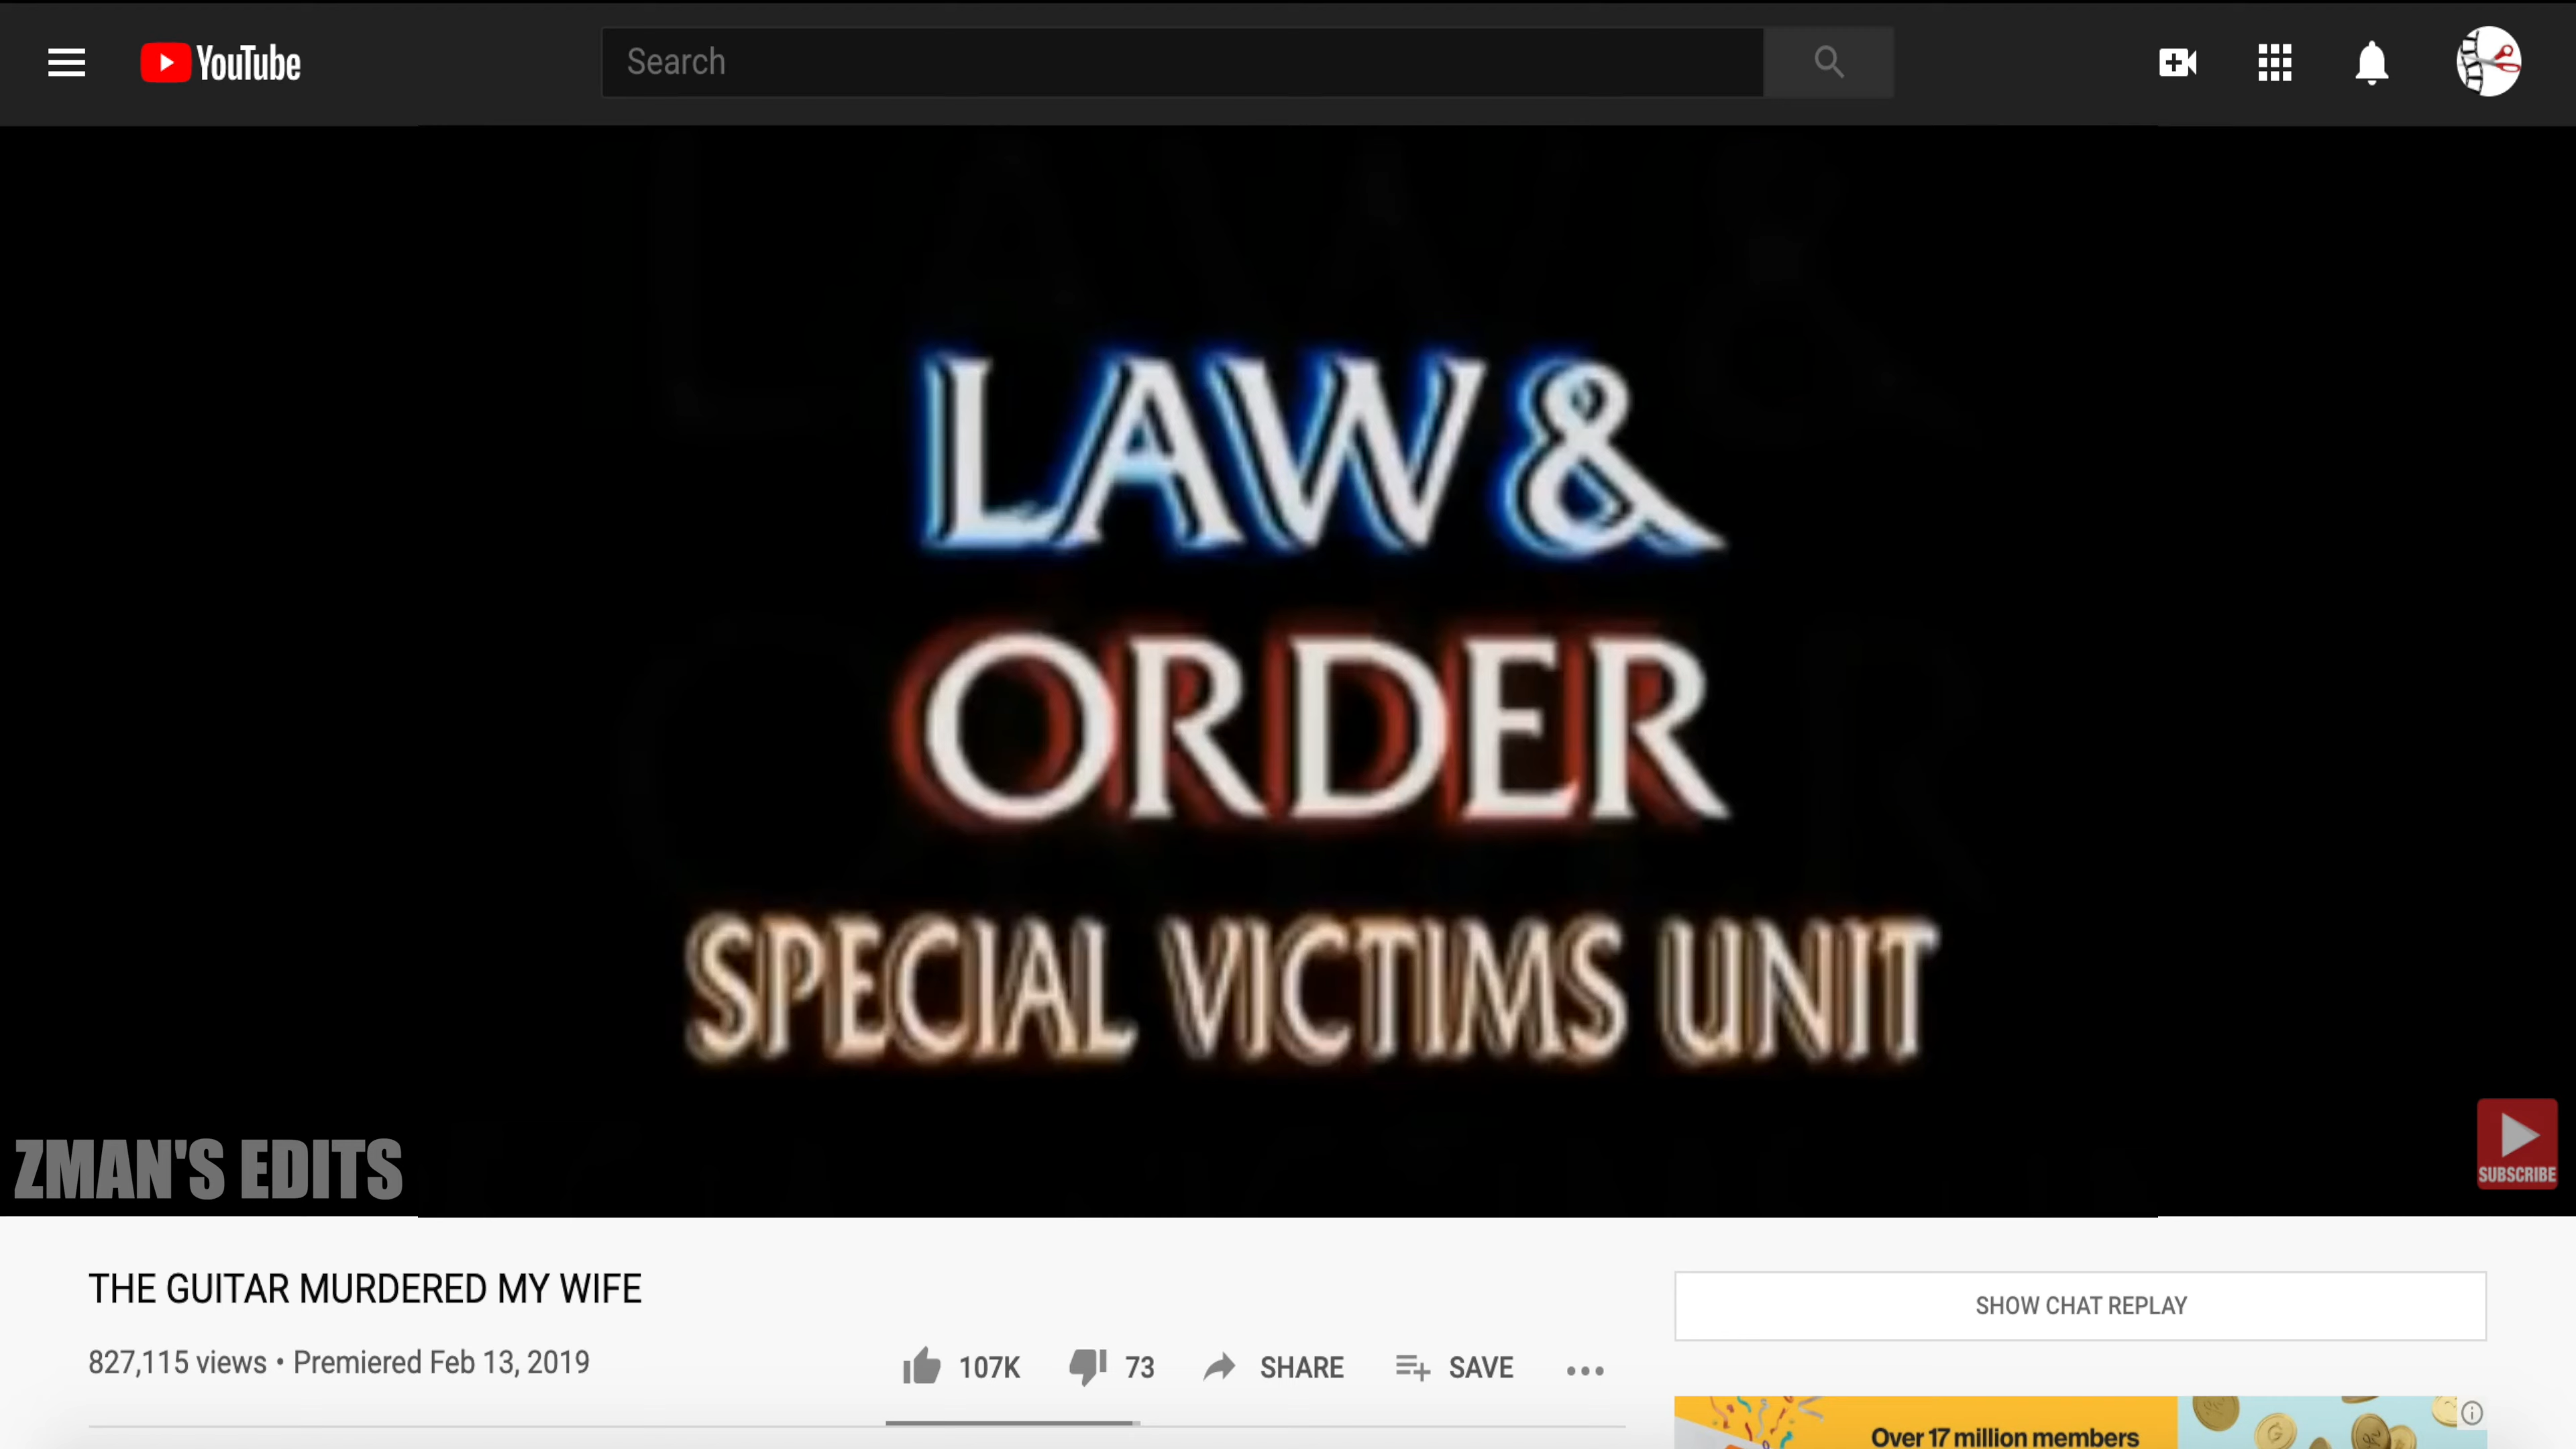 YouTube
Search
LAW &
ORDER
SPECIAL VICTIMS UNIT
ZMAN'S EDITS
SUBSCRIBE
THE GUITAR MURDERED MY WIFE
827,115 views • Premiered Feb 13, 2019
107K 73 SHARE SAVE
SHOW CHAT REPLAY
Over 17 million members